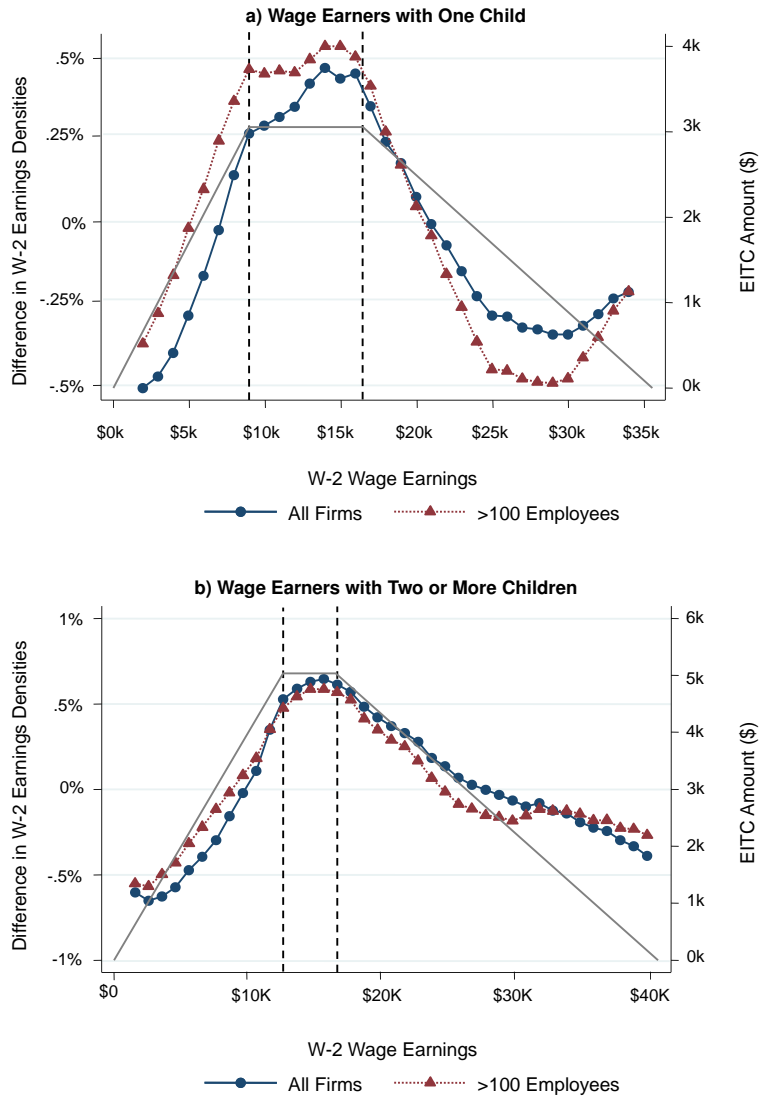 a) Wage Earners with One Child
Difference in W-2 Earnings Densities
.5%
.25%
0%
-.25%
-.5%
4k
3k
2k
1k
0k
EITC Amount ($)
$0k $5k $10k $15k $20k $25k $30k $35k
W-2 Wage Earnings
All Firms >100 Employees
b) Wage Earners with Two or More Children
Difference in W-2 Earnings Densities
1%
.5%
0%
-.5%
-1%
6k
5k
4k
3k
2k
1k
0k
EITC Amount ($)
$0 $10K $20K $30K $40K
W-2 Wage Earnings
All Firms >100 Employees